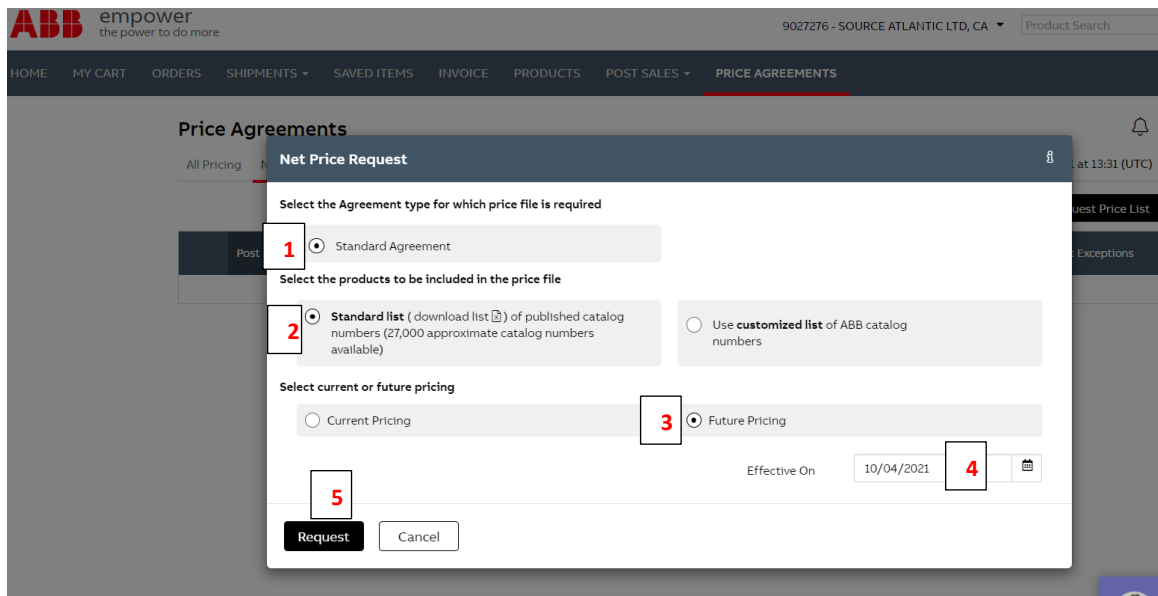 ABB empower
the power to do more
9027276 - SOURCE ATLANTIC LTD, CA
Product Search
HOME MY CART ORDERS SHIPMENTS SAVED ITEMS INVOICE PRODUCTS POST SALES PRICE AGREEMENTS
Price Agreements
All Pricing N
at 13:31 (UTC)
Net Price Request
Select the Agreement type for which price file is required
uest Price List
1 Standard Agreement
Post
Exceptions
Select the products to be included in the price file
2 Standard list ( download list ) of published catalog
numbers (27,000 approximate catalog numbers
available)
Use customized list of ABB catalog
numbers
Select current or future pricing
Current Pricing
3 Future Pricing
Effective On 10/04/2021 4
5
Request Cancel